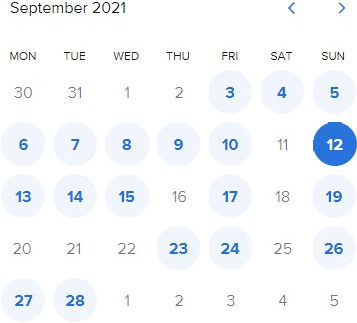 September 2021
MON TUE WED THU FRI SAT SUN
30 31 1 2 3 4 5
6 7 8 9 10 11 12
13 14 15 16 17 18 19
20 21 22 23 24 25 26
27 28 1 2 3 4 5